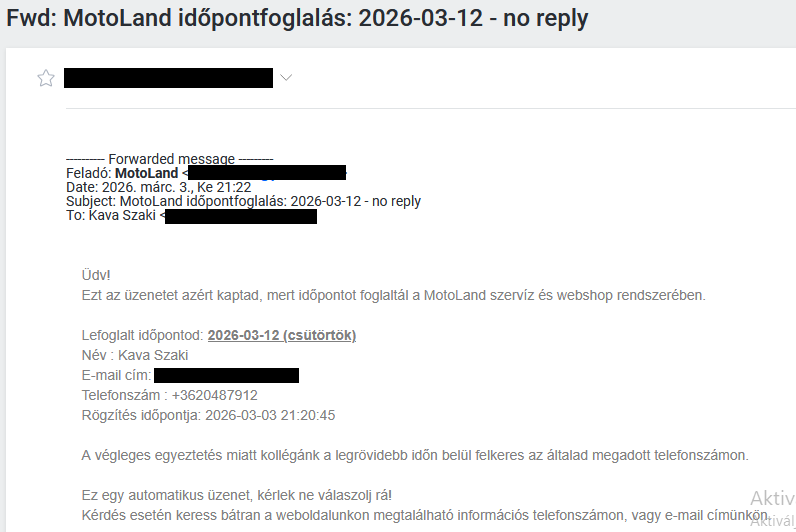 Fwd: MotoLand időpontfoglalás: 2026-03-12 - no reply
---------- Forwarded message ---------
Feladó: MotoLand <
Date: 2026. márc. 3., Ke 21:22
Subject: MotoLand időpontfoglalás: 2026-03-12 - no reply
To: Kava Szaki <
Üdv!
Ezt az üzenetet azért kaptad, mert időpontot foglaltál a MotoLand szervíz és webshop rendszerében.
Lefoglalt időpontod: 2026-03-12 (csütörtök)
Név : Kava Szaki
E-mail cím:
Telefonszám : +3620487912
Rögzítés időpontja: 2026-03-03 21:20:45
A végleges egyeztetés miatt kollégánk a legrövidebb időn belül felkeres az általad megadott telefonszámon.
Ez egy automatikus üzenet, kérlek ne válaszolj rá!
Kérdés esetén keress bátran a weboldalunkon megtalálható információs telefonszámon, vagy e-mail címünkön.
Aktiv
Aktivál